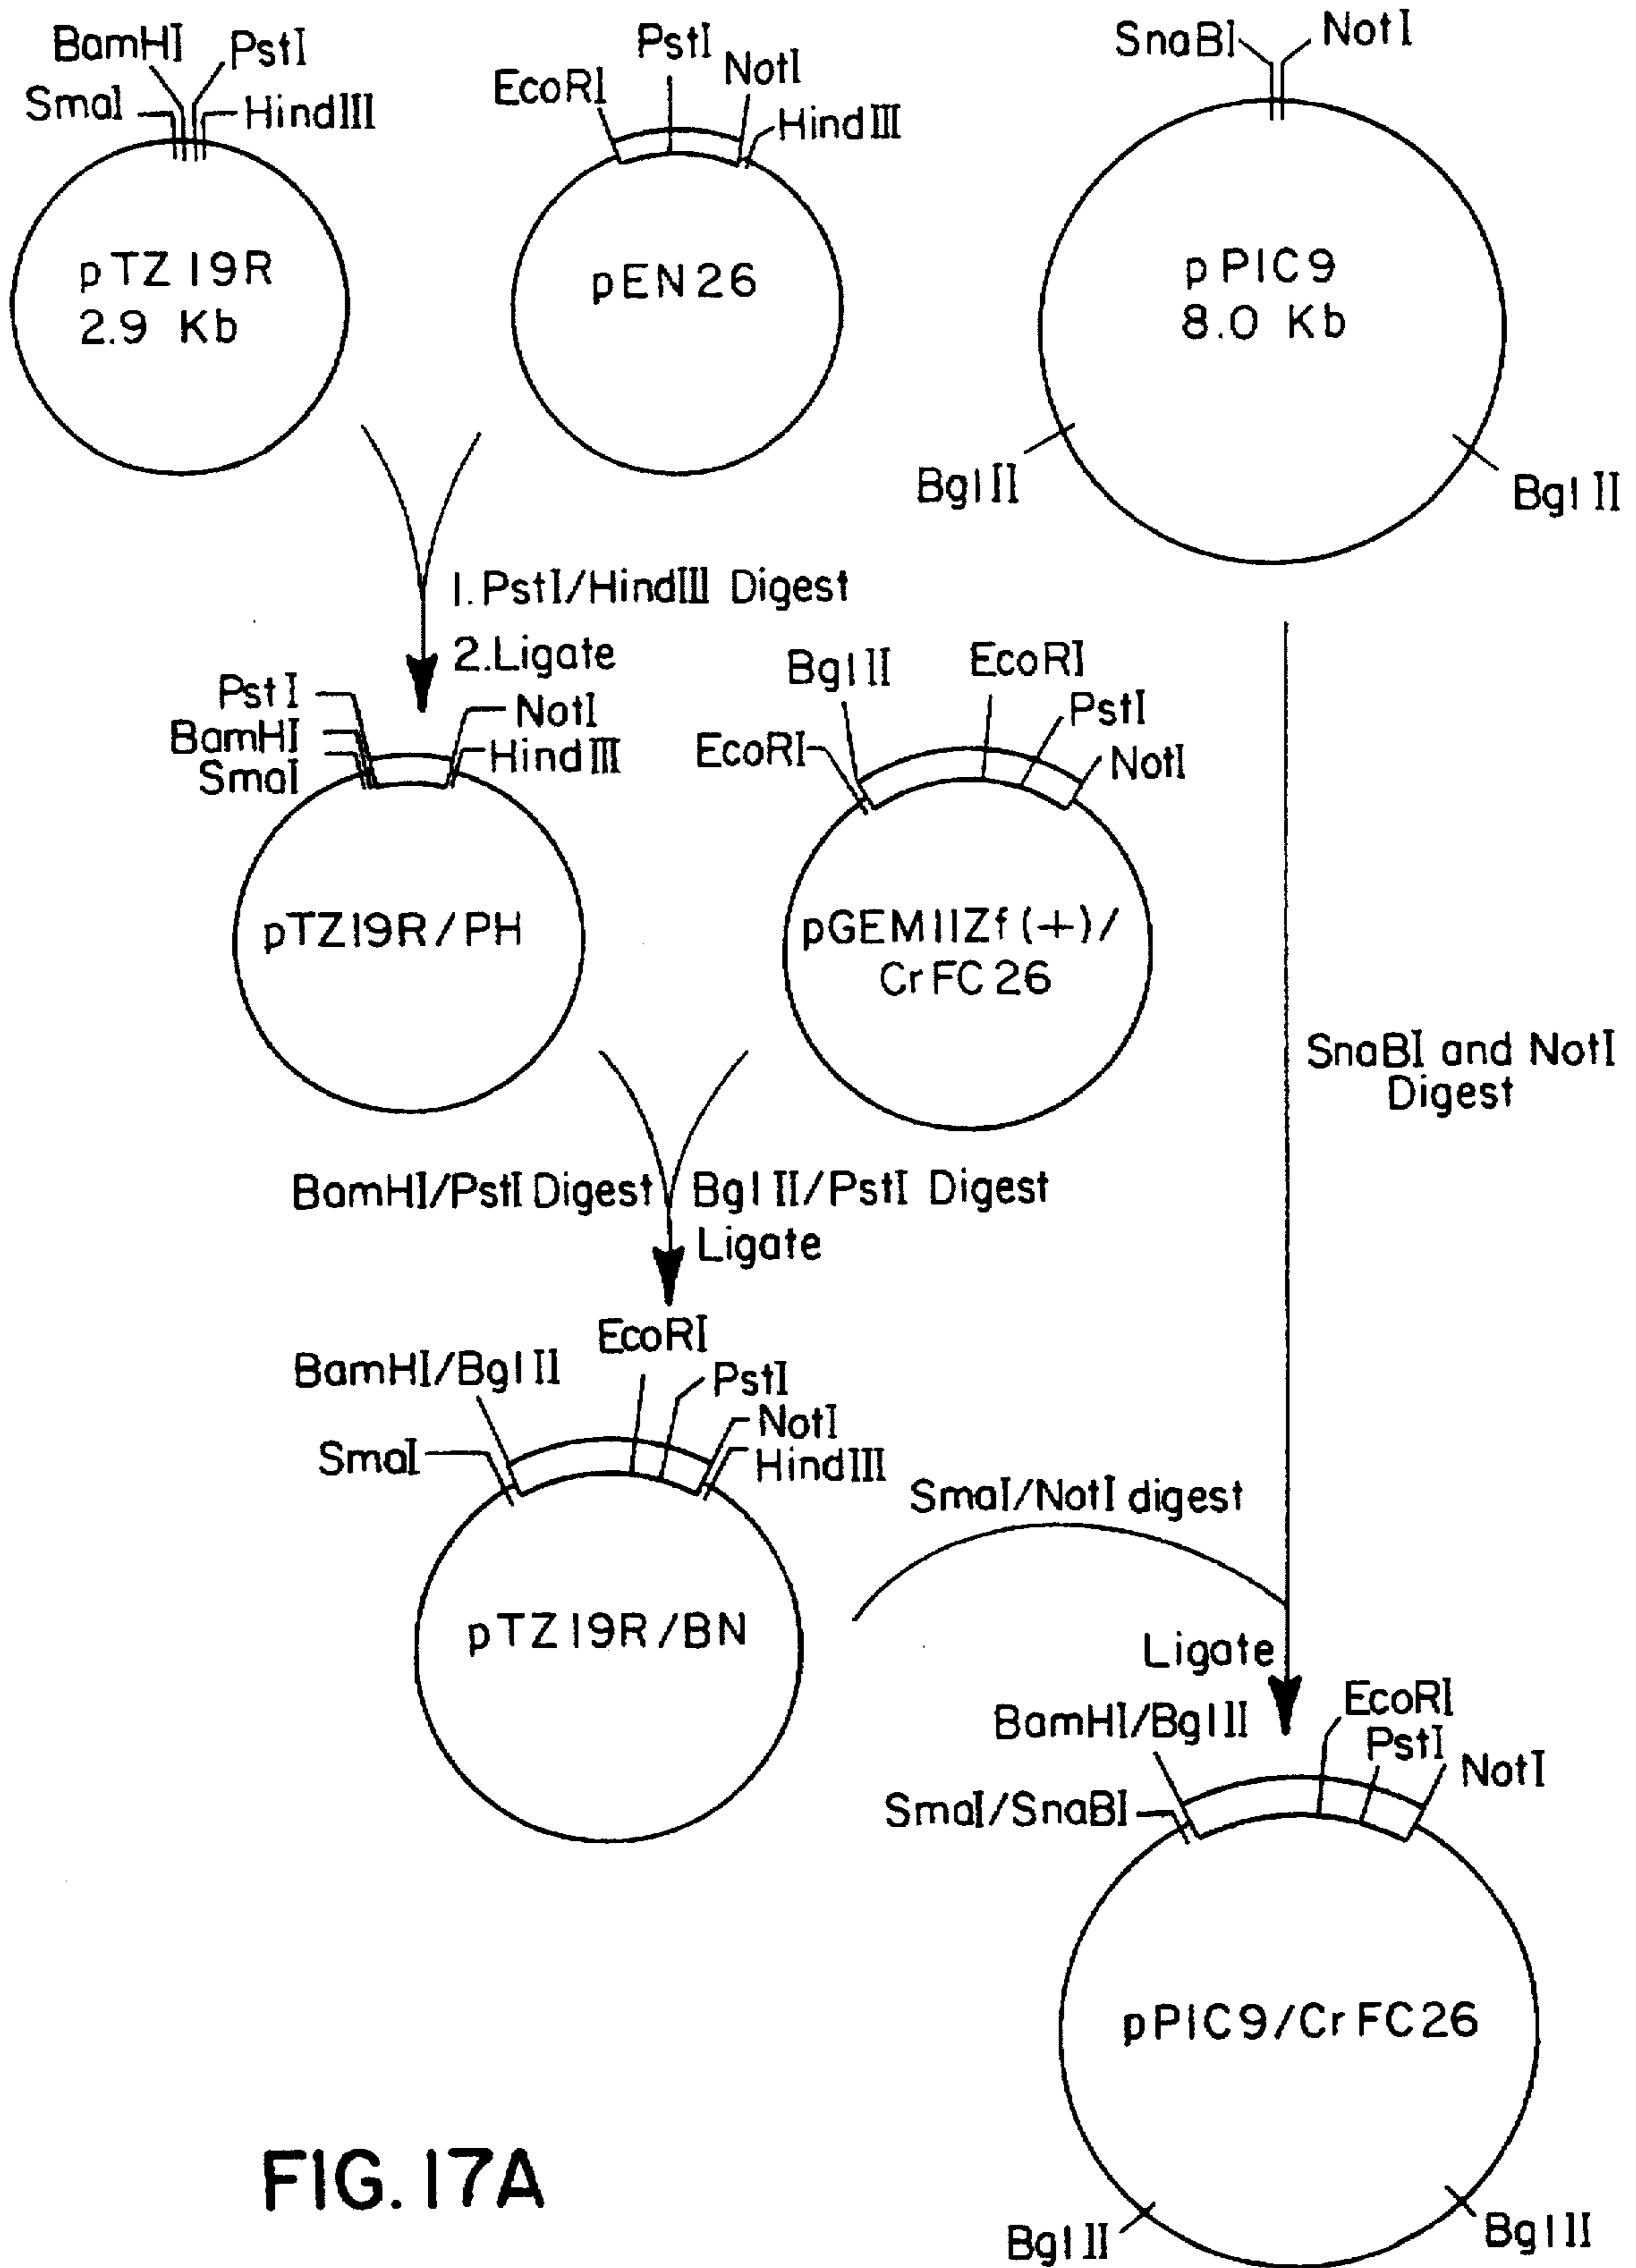 BamHI
PstI
SmaI
HindIII
pTZ 19R
2.9 Kb
EcoRI
PstI
NotI
HindIII
pEN26
SnaBI
NotI
pPIC9
8.0 Kb
BglII
BglII
1. PstI/HindIII Digest
2. Ligate
PstI
BamHI
SmaI
NotI
HindIII
pTZ19R/PH
BglII
EcoRI
EcoRI
PstI
NotI
pGEM11Zf(+)/
CrFC26
SnaBI and NotI
Digest
BamHI/PstI Digest
BglII/PstI Digest
Ligate
EcoRI
BamHI/BglII
PstI
NotI
SmaI
HindIII
pTZ19R/BN
SmaI/NotI digest
Ligate
EcoRI
BamHI/BglII
PstI
NotI
SmaI/SnaBI
pPIC9/CrFC26
BglII
BglII
FIG. 17A